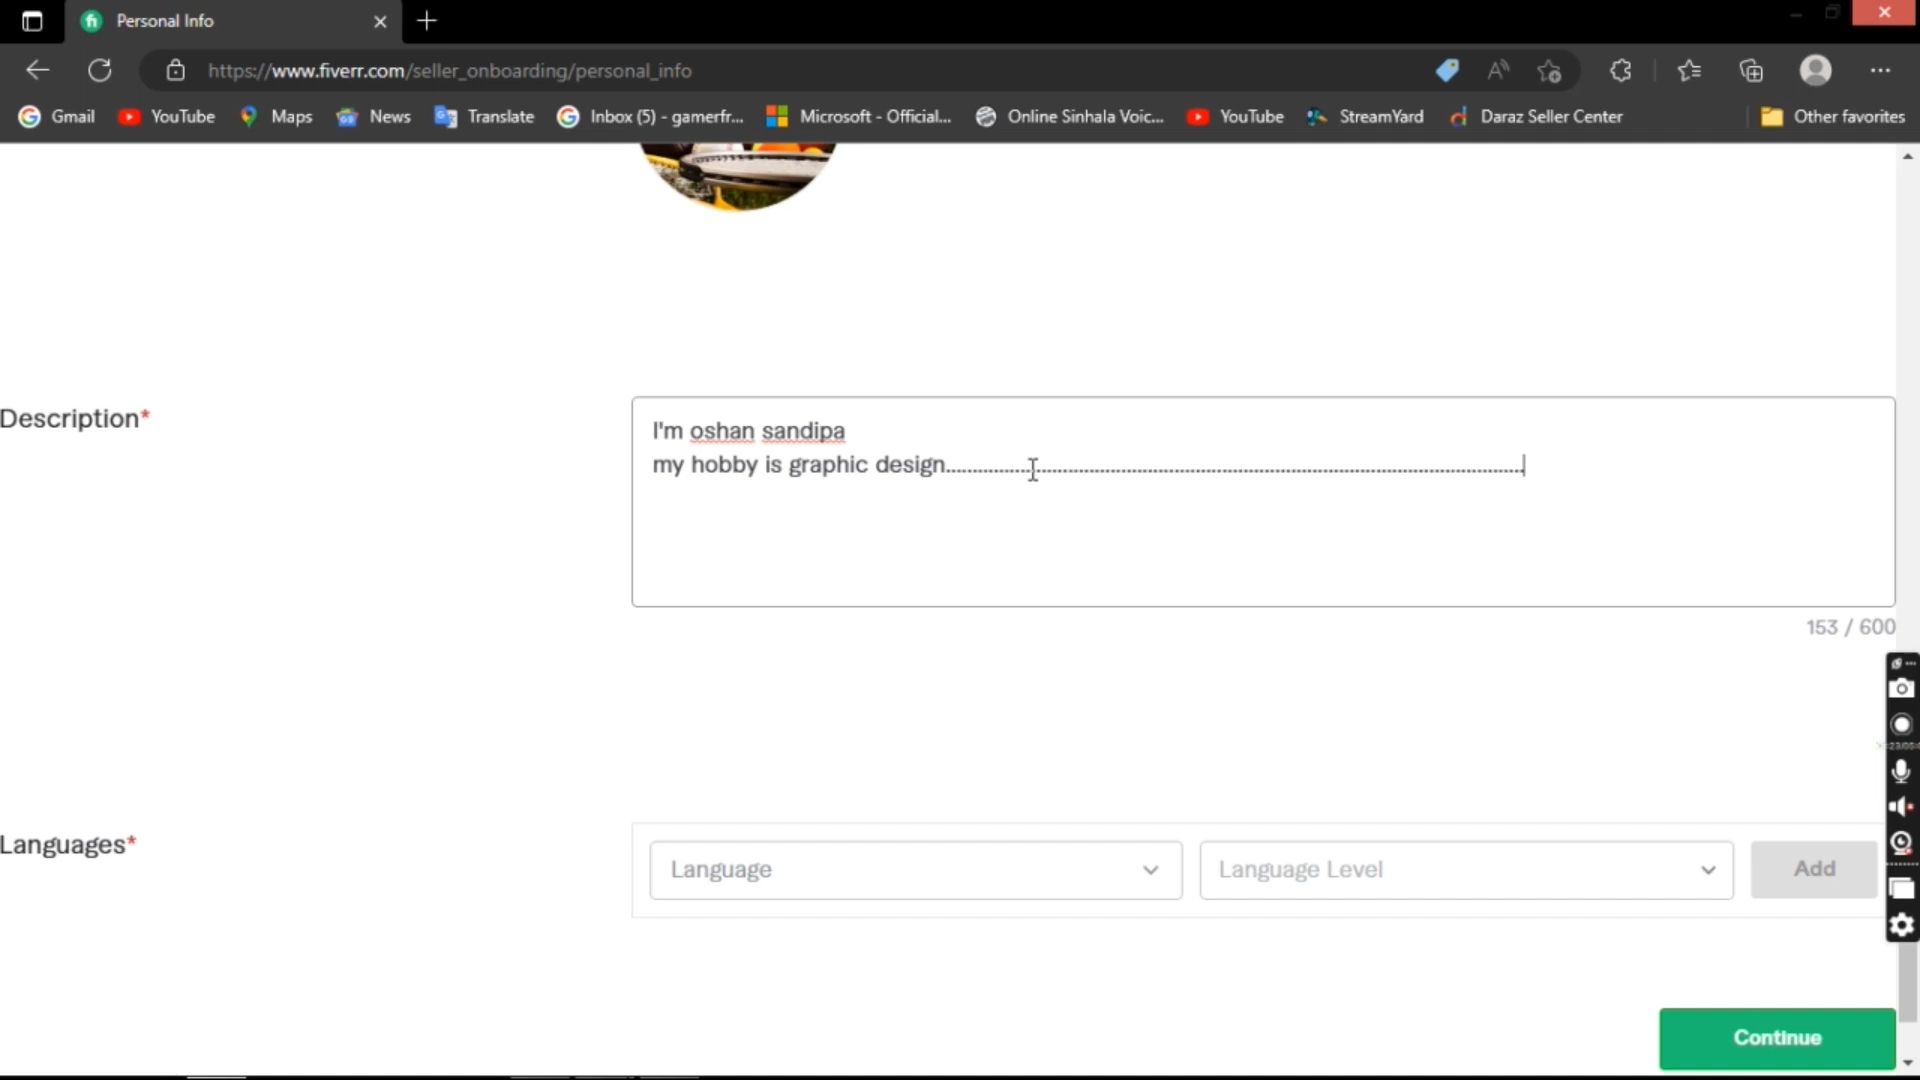 Personal Info
https://www.fiverr.com/seller_onboarding/personal_info
Gmail YouTube Maps News Translate Inbox (5) - gamerfr... Microsoft - Official... Online Sinhala Voic... YouTube StreamYard Daraz Seller Center Other favorites
Description*
I'm oshan sandipa
my hobby is graphic design.............................................................................................................
153 / 600
Languages*
Language
Language Level
Add
Continue